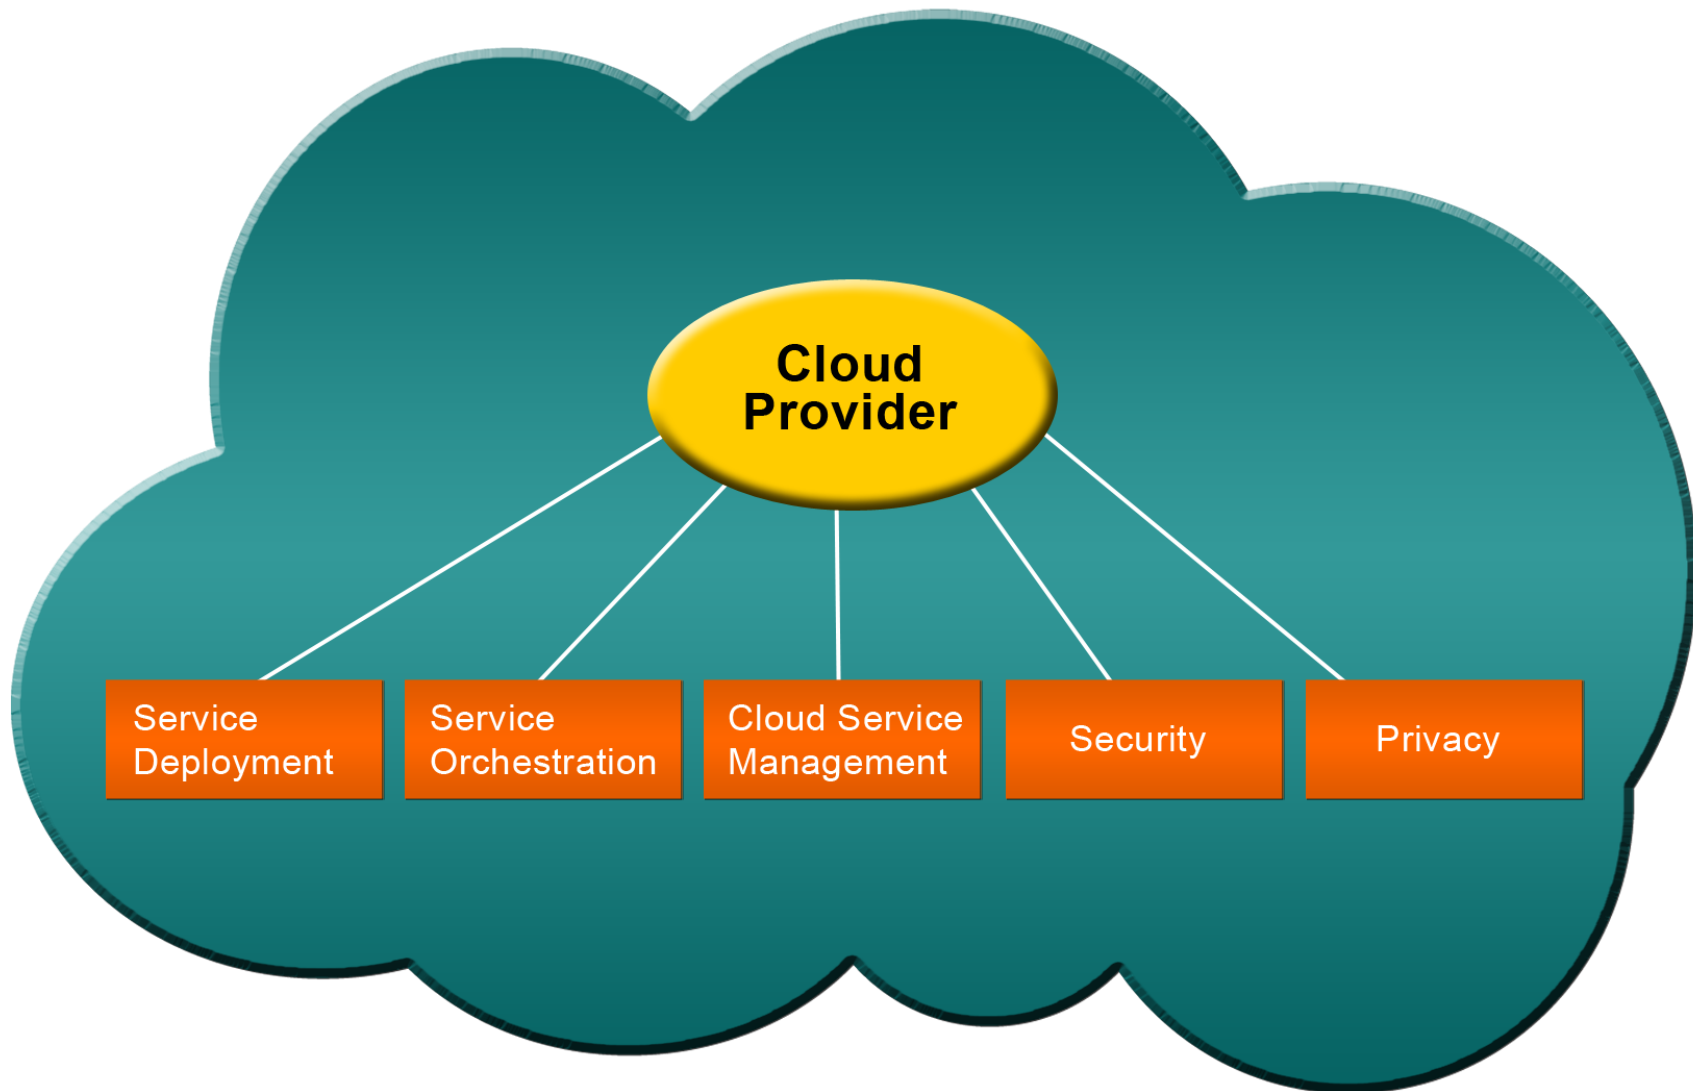 Cloud
Provider
Service
Deployment
Service
Orchestration
Cloud Service
Management
Security
Privacy